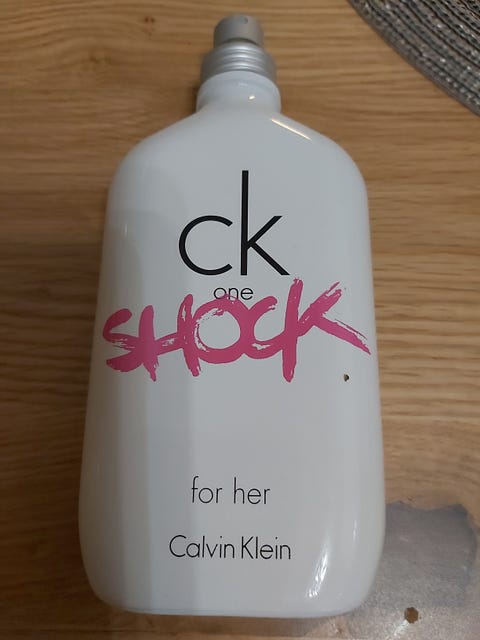 ck
one
SHOCK
for her
Calvin Klein